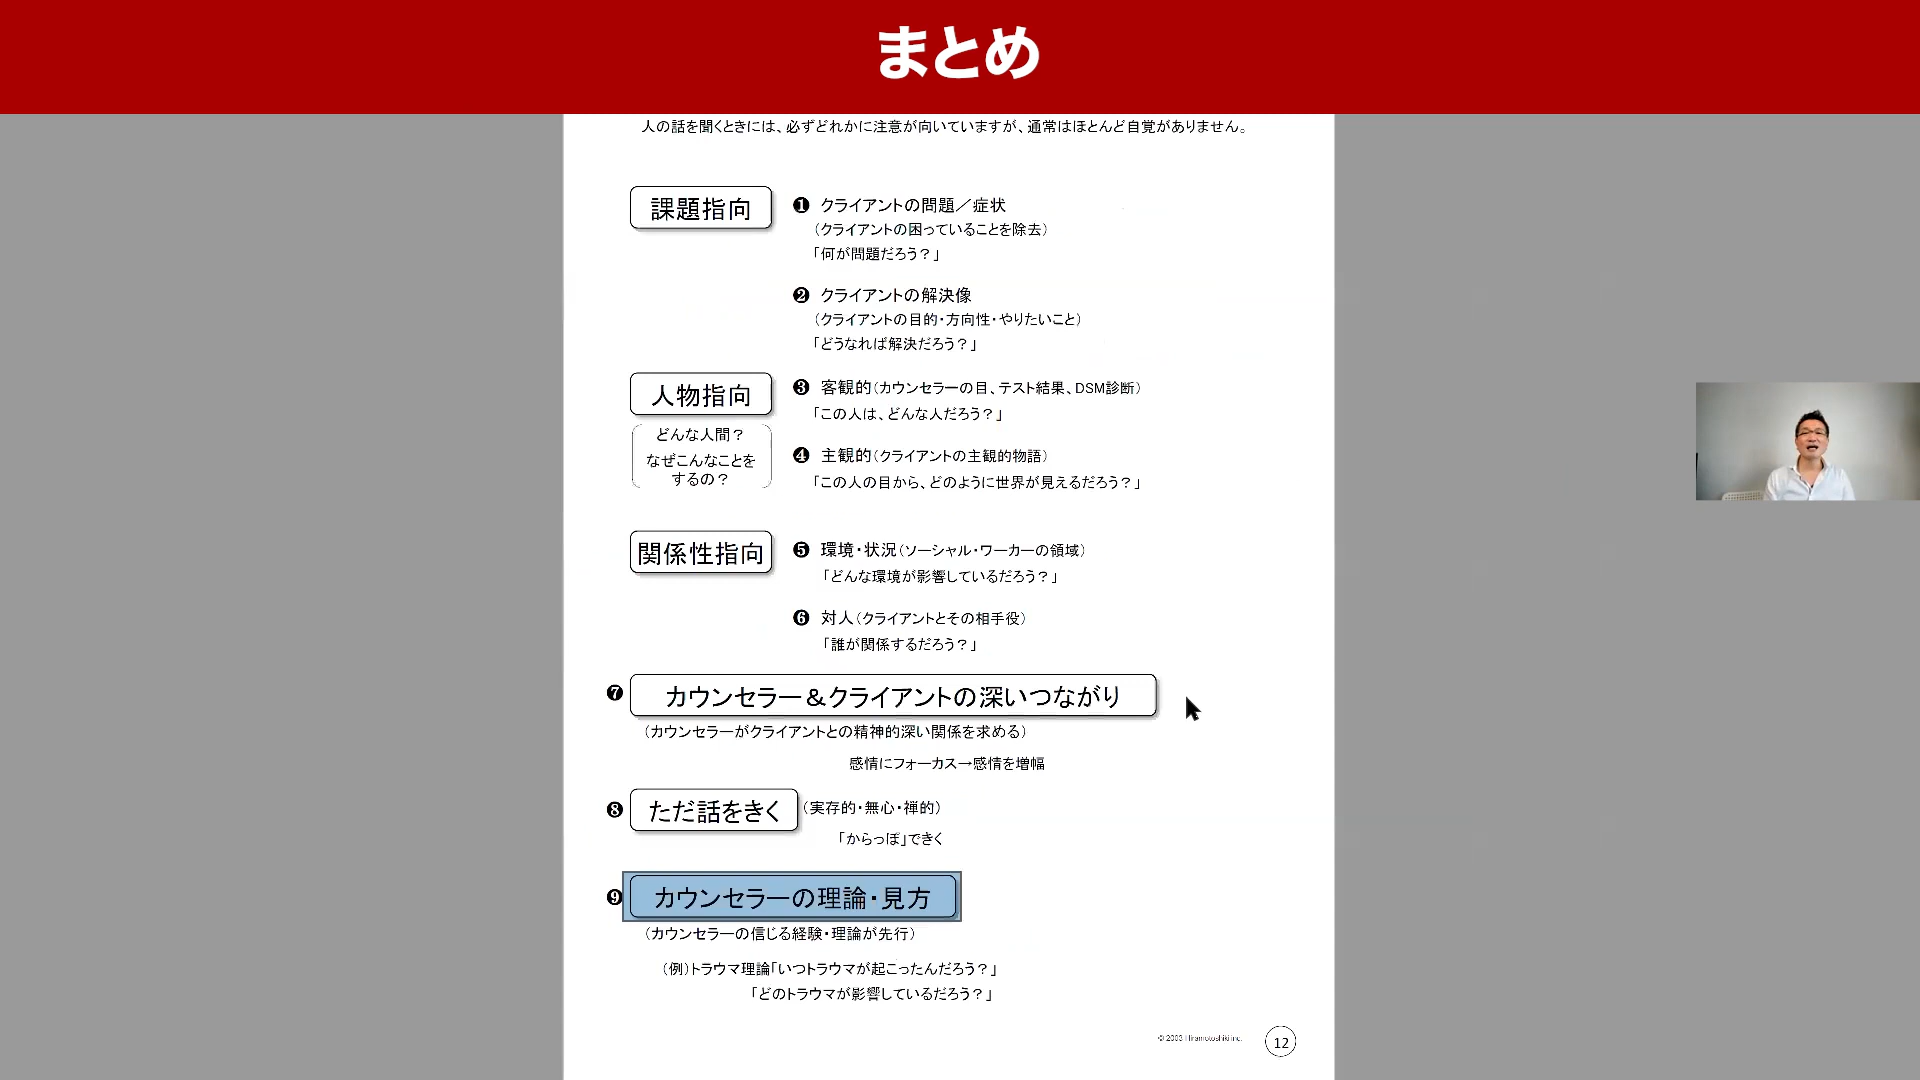 まとめ
人の話を聞くときには、必ずどれかに注意が向いていますが、通常はほとんど自覚がありません。
課題指向
❶ クライアントの問題／症状
（クライアントの困っていることを除去）
「何が問題だろう？」
❷ クライアントの解決像
（クライアントの目的・方向性・やりたいこと）
「どうなれば解決だろう？」
人物指向
どんな人間？
なぜこんなことを
するの？
❸ 客観的（カウンセラーの目、テスト結果、DSM診断）
「この人は、どんな人だろう？」
❹ 主観的（クライアントの主観的物語）
「この人の目から、どのように世界が見えるだろう？」
関係性指向
❺ 環境・状況（ソーシャル・ワーカーの領域）
「どんな環境が影響しているだろう？」
❻ 対人（クライアントとその相手役）
「誰が関係するだろう？」
❼ カウンセラー＆クライアントの深いつながり
（カウンセラーがクライアントとの精神的深い関係を求める）
感情にフォーカス→感情を増幅
❽ ただ話をきく（実存的・無心・禅的）
「からっぽ」できく
❾ カウンセラーの理論・見方
（カウンセラーの信じる経験・理論が先行）
（例）トラウマ理論「いつトラウマが起こったんだろう？」
「どのトラウマが影響しているだろう？」
© 2003 Hiramotoshiki inc.
12